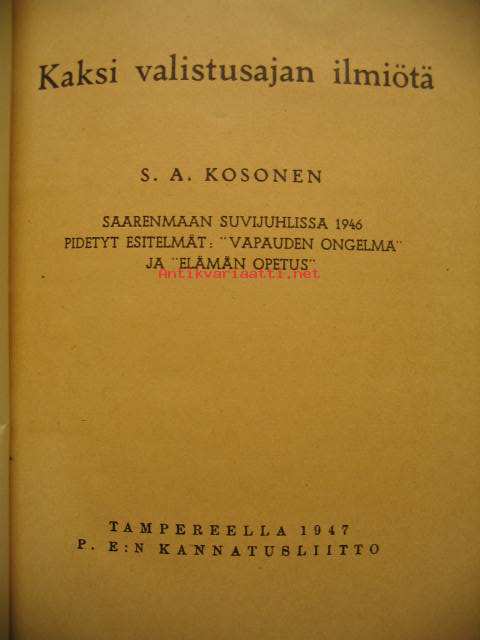 Kaksi valistusajan ilmiötä
S. A. KOSONEN
SAARENMAAN SUVIJUHLISSA 1946
PIDETYT ESITELMÄT: "VAPAUDEN ONGELMA"
JA "ELÄMÄN OPETUS"
Antikvariaatti.net
TAMPEREELLA 1947
P. E:N KANNATUSLIITTO